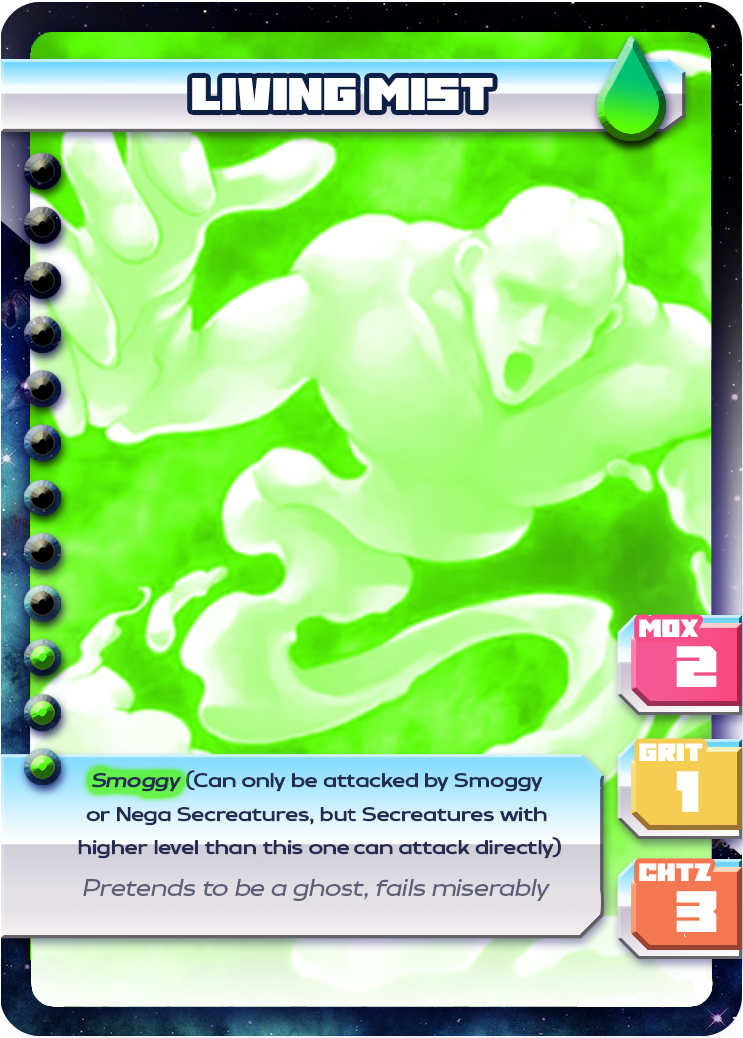 LIVING MIST
MOX
2
GRIT
1
CHTZ
3
Smoggy (Can only be attacked by Smoggy
or Nega Secreatures, but Secreatures with
higher level than this one can attack directly)
Pretends to be a ghost, fails miserably